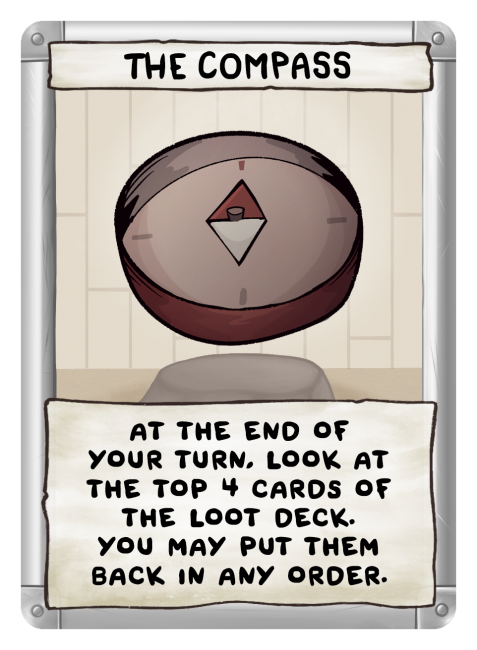 THE COMPASS
AT THE END OF
YOUR TURN, LOOK AT
THE TOP 4 CARDS OF
THE LOOT DECK.
YOU MAY PUT THEM
BACK IN ANY ORDER.